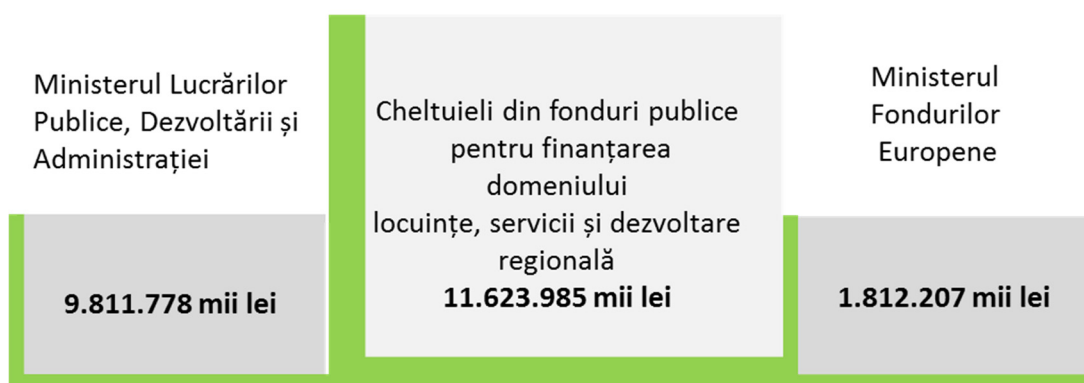 Ministerul Lucrărilor
Publice, Dezvoltării și
Administrației
9.811.778 mii lei
Cheltuieli din fonduri publice
pentru finanțarea
domeniului
locuințe, servicii și dezvoltare
regională
11.623.985 mii lei
Ministerul
Fondurilor
Europene
1.812.207 mii lei